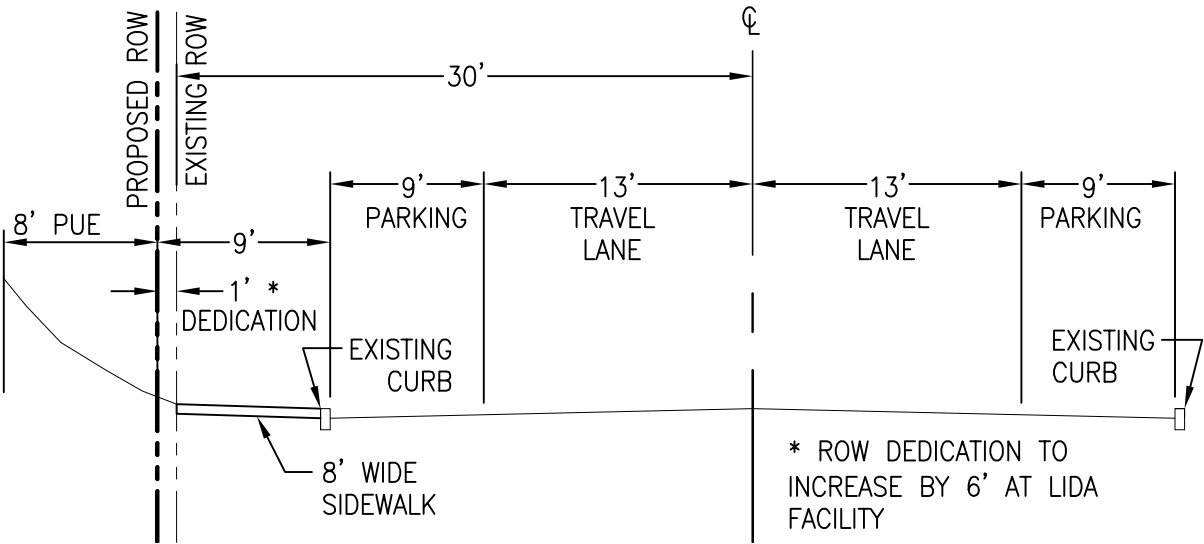 ℄
PROPOSED ROW
EXISTING ROW
30'
9'
PARKING
13'
TRAVEL
LANE
13'
TRAVEL
LANE
9'
PARKING
8' PUE
9'
1' *
DEDICATION
EXISTING
CURB
EXISTING
CURB
8' WIDE
SIDEWALK
* ROW DEDICATION TO
INCREASE BY 6' AT LIDA
FACILITY